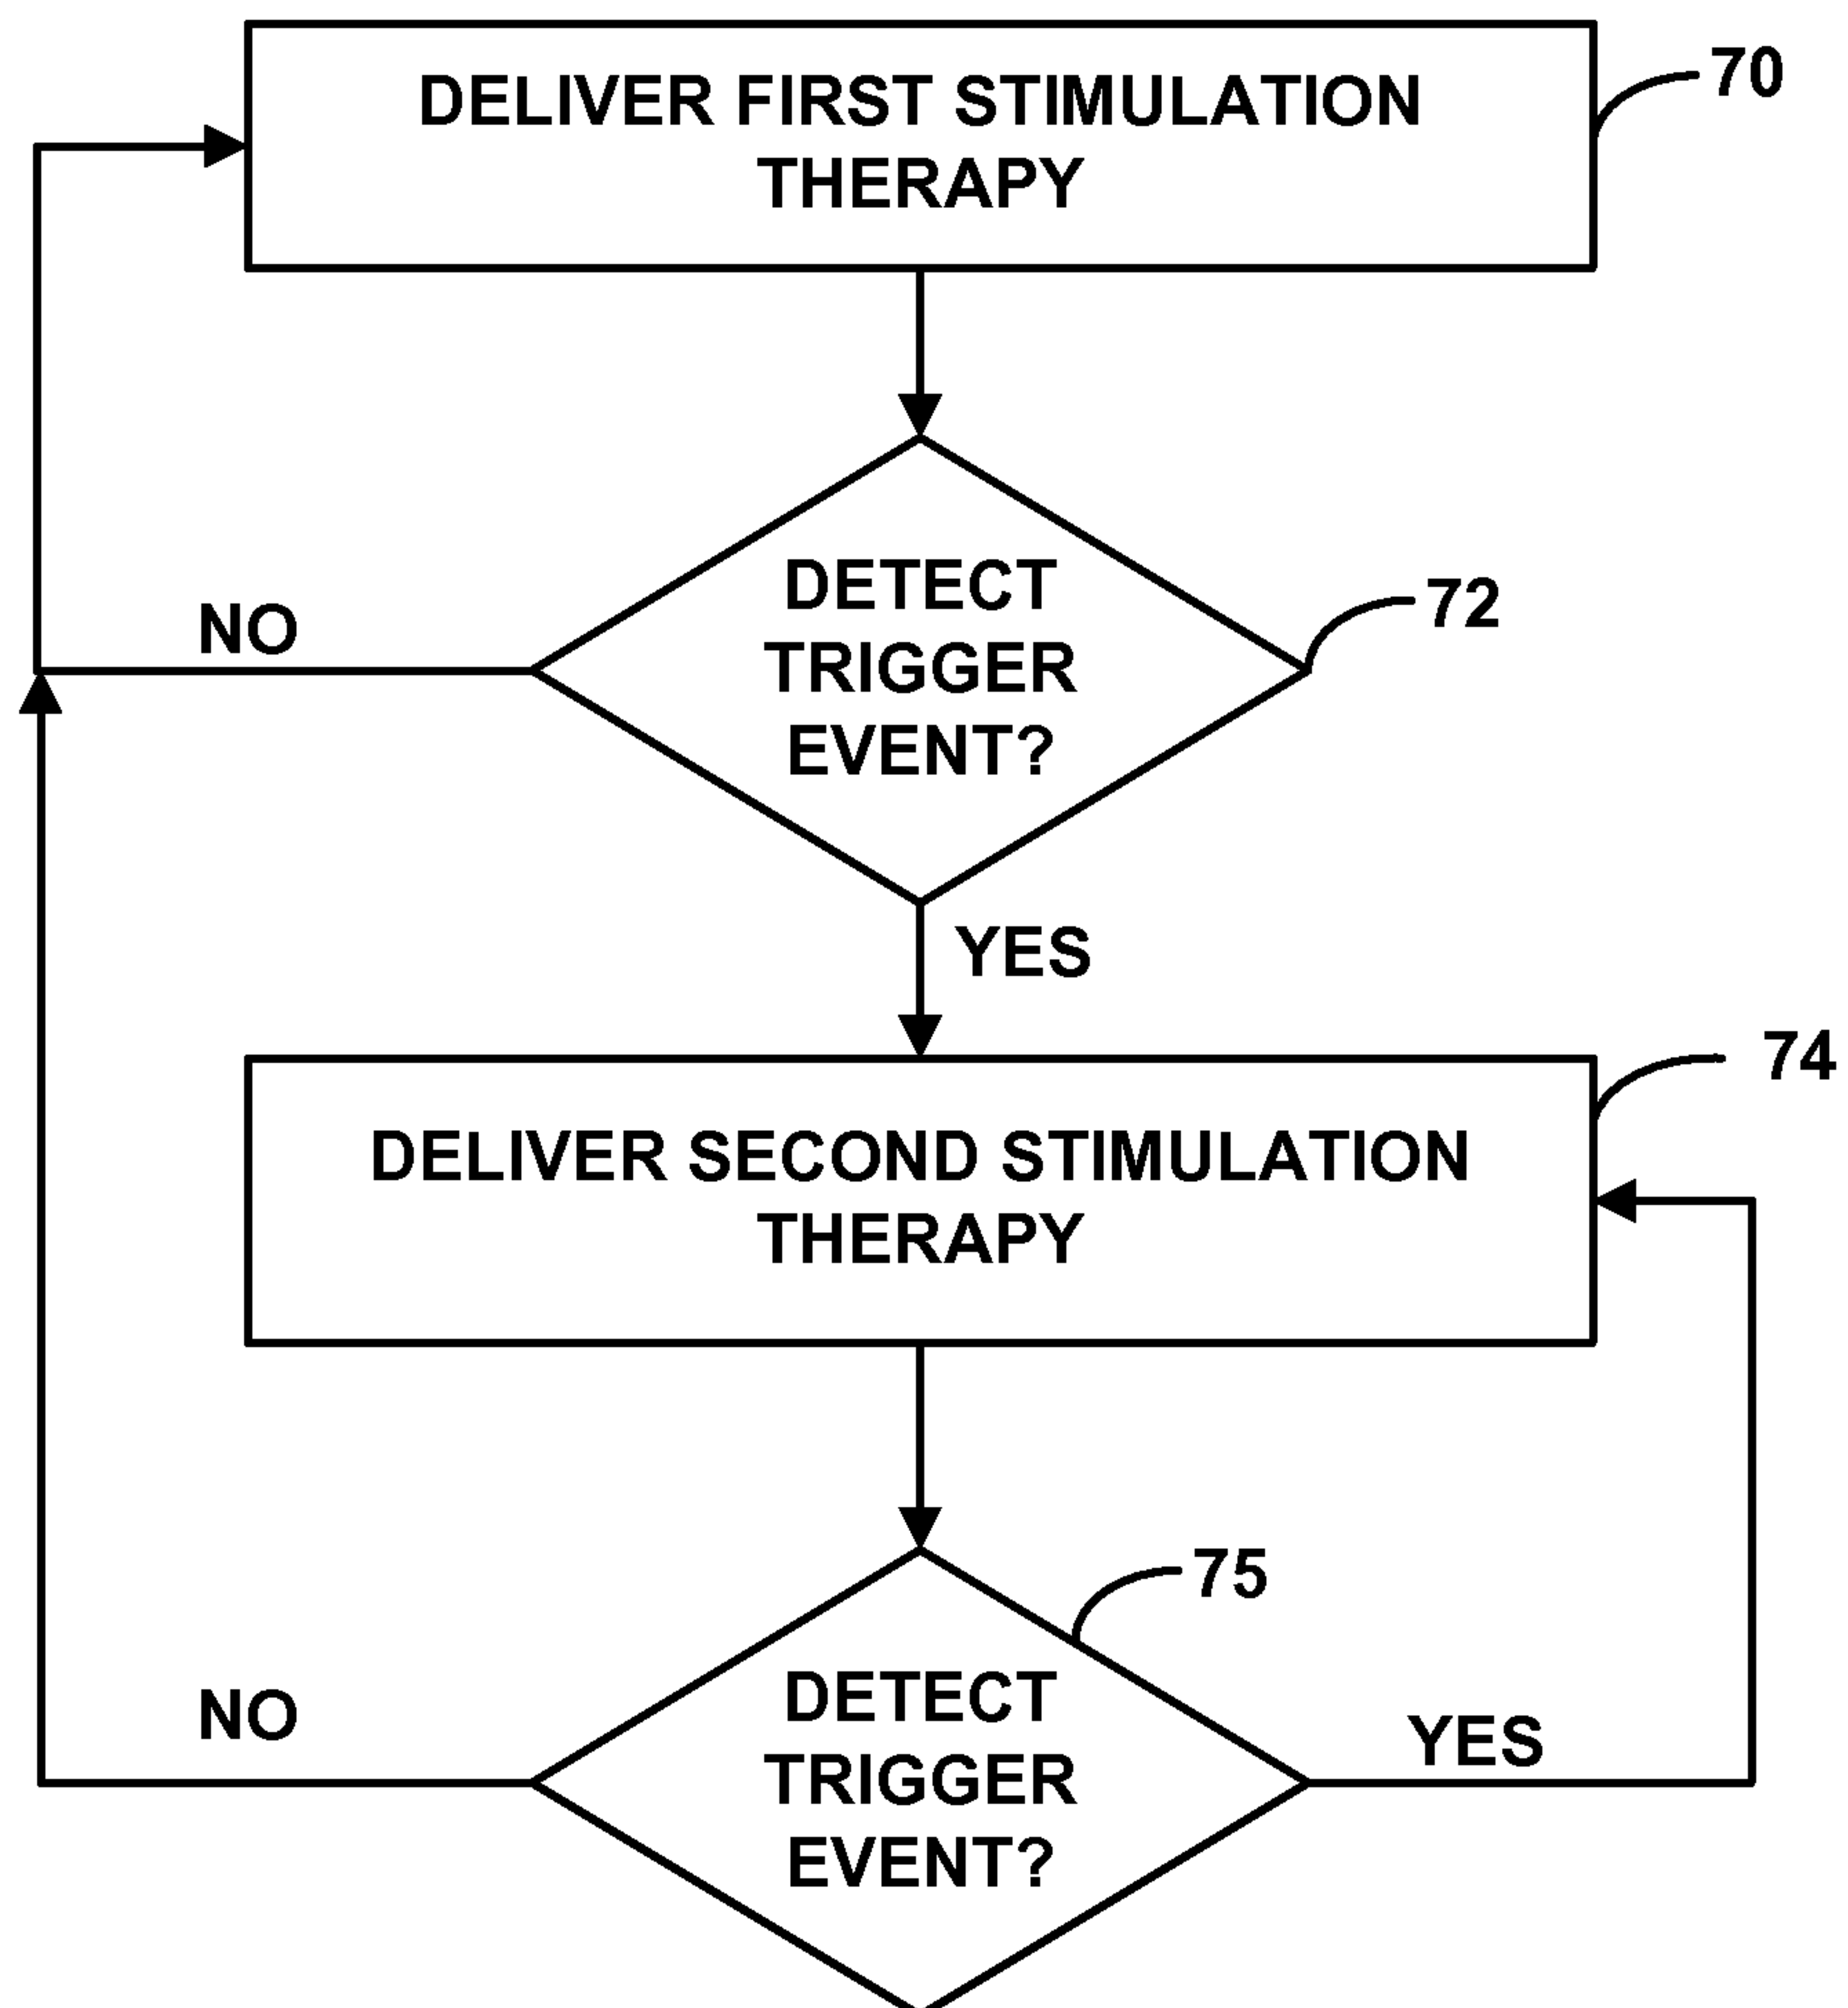 DELIVER FIRST STIMULATION
THERAPY
70
DETECT
TRIGGER
EVENT?
72
NO
YES
74
DELIVER SECOND STIMULATION
THERAPY
75
DETECT
TRIGGER
EVENT?
NO
YES